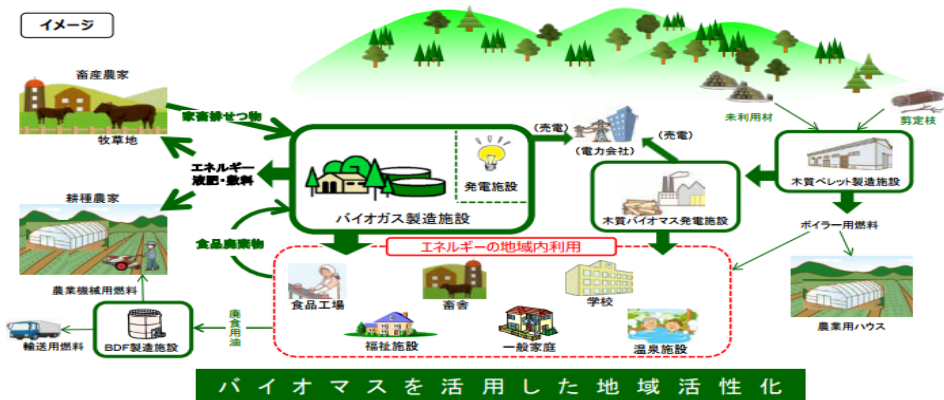 イメージ
畜産農家
牧草地
家畜排せつ物
エネルギー
液肥・敷料
耕種農家
食品廃棄物
農業機械用燃料
輸送用燃料
BDF製造施設
廃食用油
バイオガス製造施設
発電施設
(売電)
(電力会社)
(売電)
未利用材
剪定枝
木質ペレット製造施設
木質バイオマス発電施設
ボイラー用燃料
農業用ハウス
エネルギーの地域内利用
食品工場
畜舎
学校
福祉施設
一般家庭
温泉施設
バイオマスを活用した地域活性化